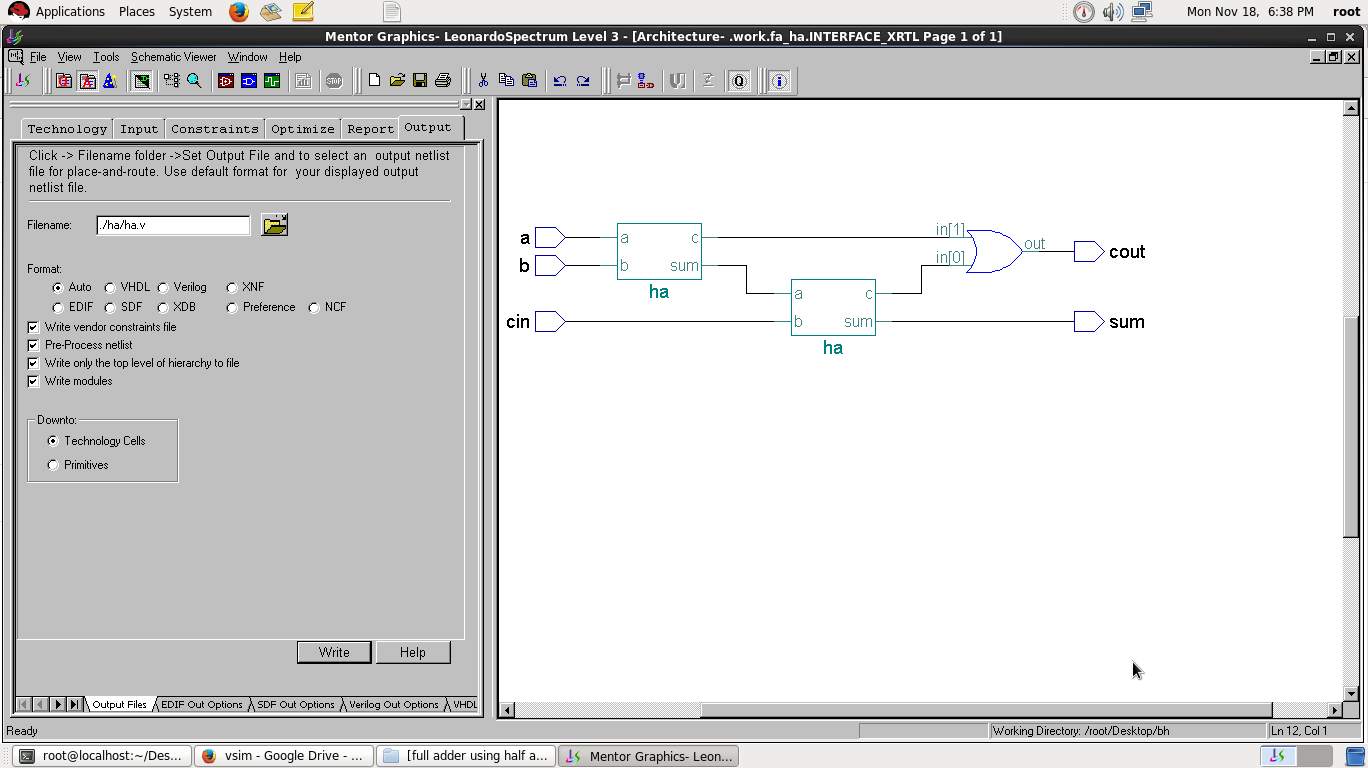 Applications Places System Mon Nov 18, 6:38 PM root
Mentor Graphics- LeonardoSpectrum Level 3 - [Architecture- .work.fa_ha.INTERFACE_XRTL Page 1 of 1]
File View Tools Schematic Viewer Window Help
STOP Q i
Technology Input Constraints Optimize Report Output
Click -> Filename folder ->Set Output File and to select an output netlist
file for place-and-route. Use default format for your displayed output
netlist file.
Filename: ./ha/ha.v
Format:
Auto VHDL Verilog XNF
EDIF SDF XDB Preference NCF
Write vendor constraints file
Pre-Process netlist
Write only the top level of hierarchy to file
Write modules
Downto:
Technology Cells
Primitives
Write Help
Output Files EDIF Out Options SDF Out Options Verilog Out Options VHDL
a a c in[1]
out cout
b b sum in[0]
ha
a c
cin b sum sum
ha
Ready Working Directory: /root/Desktop/bh Ln 12, Col 1
root@localhost:~/Des... vsim - Google Drive - ... [full adder using half a... Mentor Graphics- Leon...